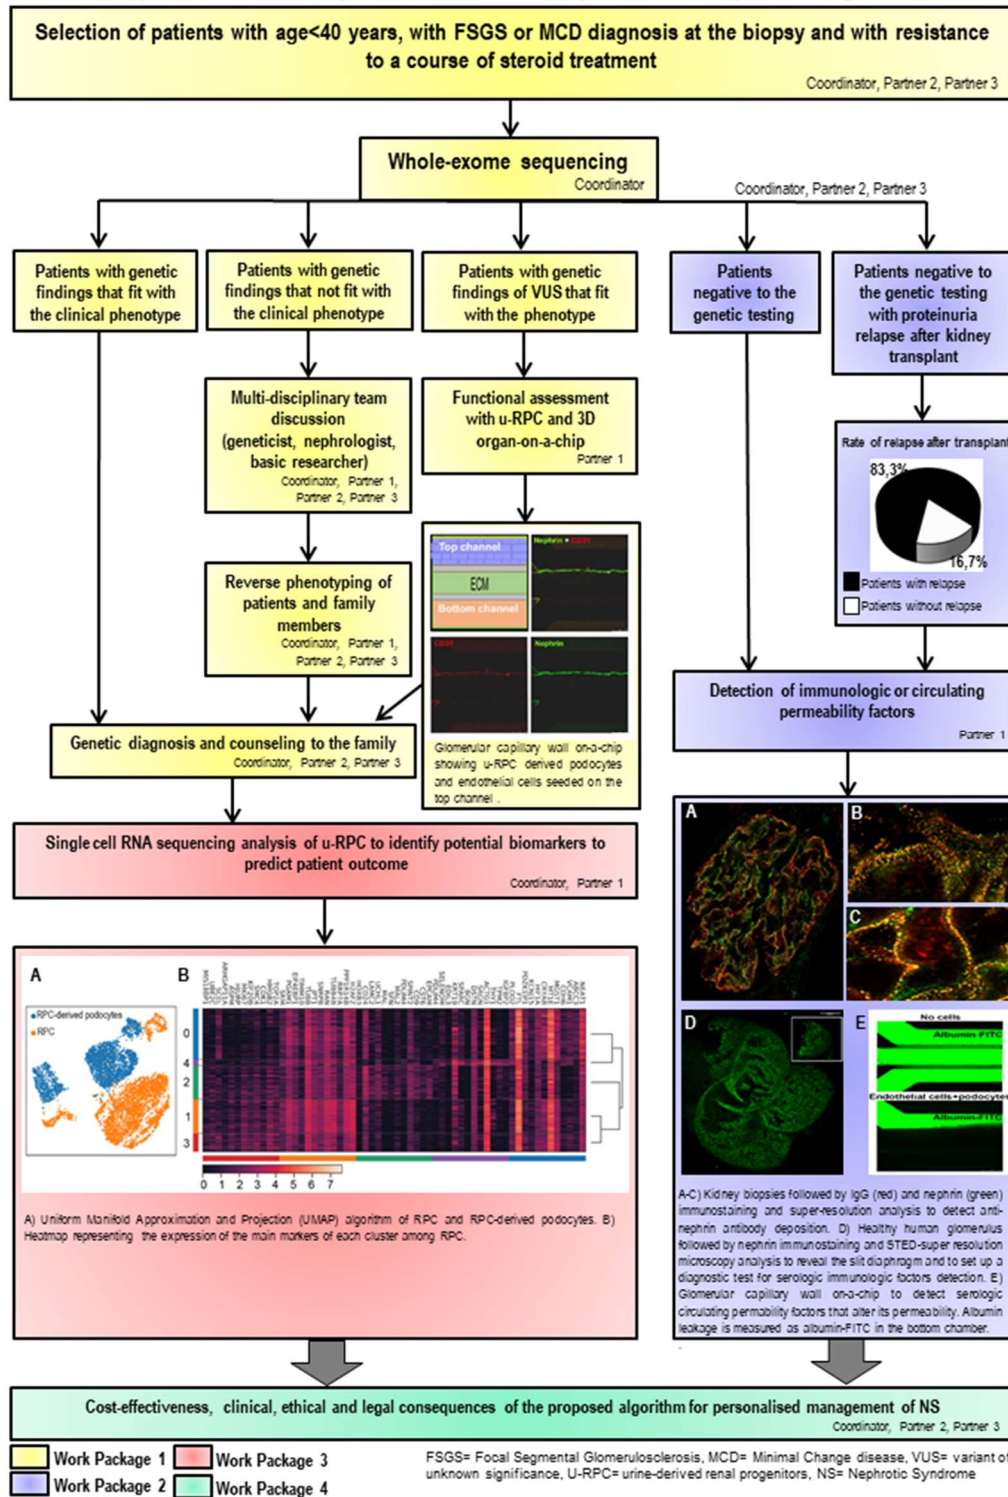 Selection of patients with age<40 years, with FSGS or MCD diagnosis at the biopsy and with resistance
to a course of steroid treatment
Coordinator, Partner 2, Partner 3
Whole-exome sequencing
Coordinator
Coordinator, Partner 2, Partner 3
Patients with genetic
findings that fit with
the clinical phenotype
Patients with genetic
findings that not fit with
the clinical phenotype
Patients with genetic
findings of VUS that fit
with the phenotype
Patients
negative to the
genetic testing
Patients negative to
the genetic testing
with proteinuria
relapse after kidney
transplant
Multi-disciplinary team
discussion
(geneticist, nephrologist,
basic researcher)
Coordinator, Partner 1,
Partner 2, Partner 3
Functional assessment
with u-RPC and 3D
organ-on-a-chip
Partner 1
Rate of relapse after transplant
83,3%
16,7%
Patients with relapse
Patients without relapse
Reverse phenotyping of
patients and family
members
Coordinator, Partner 1,
Partner 2, Partner 3
Top channel
ECM
Bottom channel
Nephrin + CD31
CD31
Nephrin
Glomerular capillary wall on-a-chip
showing u-RPC derived podocytes
and endothelial cells seeded on the
top channel .
Detection of immunologic or circulating
permeability factors
Partner 1
Genetic diagnosis and counseling to the family
Coordinator, Partner 2, Partner 3
Single cell RNA sequencing analysis of u-RPC to identify potential biomarkers to
predict patient outcome
Coordinator, Partner 1
A
RPC-derived podocytes
RPC
B
0
4
2
1
3
0 1 2 3 4 5 6 7
A) Uniform Manifold Approximation and Projection (UMAP) algorithm of RPC and RPC-derived podocytes. B)
Heatmap representing the expression of the main markers of each cluster among RPC.
A
B
C
D
E
No cells
Albumin-FITC
Endothelial cells+podocytes
Albumin-FITC
A-C) Kidney biopsies followed by IgG (red) and nephrin (green)
immunostaining and super-resolution analysis to detect anti-
nephrin antibody deposition. D) Healthy human glomerulus
followed by nephrin immunostaining and STED-super resolution
microscopy analysis to reveal the slit diaphragm and to set up a
diagnostic test for serologic immunologic factors detection. E)
Glomerular capillary wall on-a-chip to detect serologic
circulating permability factors that alter its permeability. Albumin
leakage is measured as albumin-FITC in the bottom chamber.
Cost-effectiveness, clinical, ethical and legal consequences of the proposed algorithm for personalised management of NS
Coordinator, Partner 2, Partner 3
Work Package 1
Work Package 3
Work Package 2
Work Package 4
FSGS= Focal Segmental Glomerulosclerosis, MCD= Minimal Change disease, VUS= variant of
unknown significance, U-RPC= urine-derived renal progenitors, NS= Nephrotic Syndrome